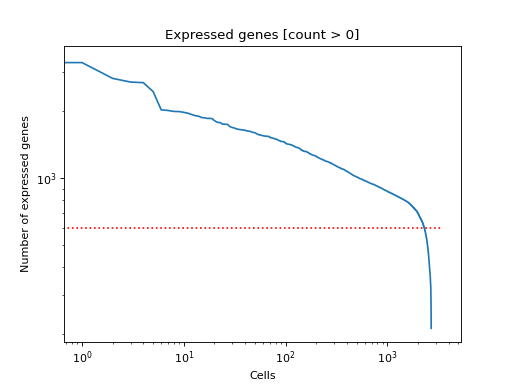 Expressed genes [count > 0]
Number of expressed genes
10³
10⁰ 10¹ 10² 10³
Cells